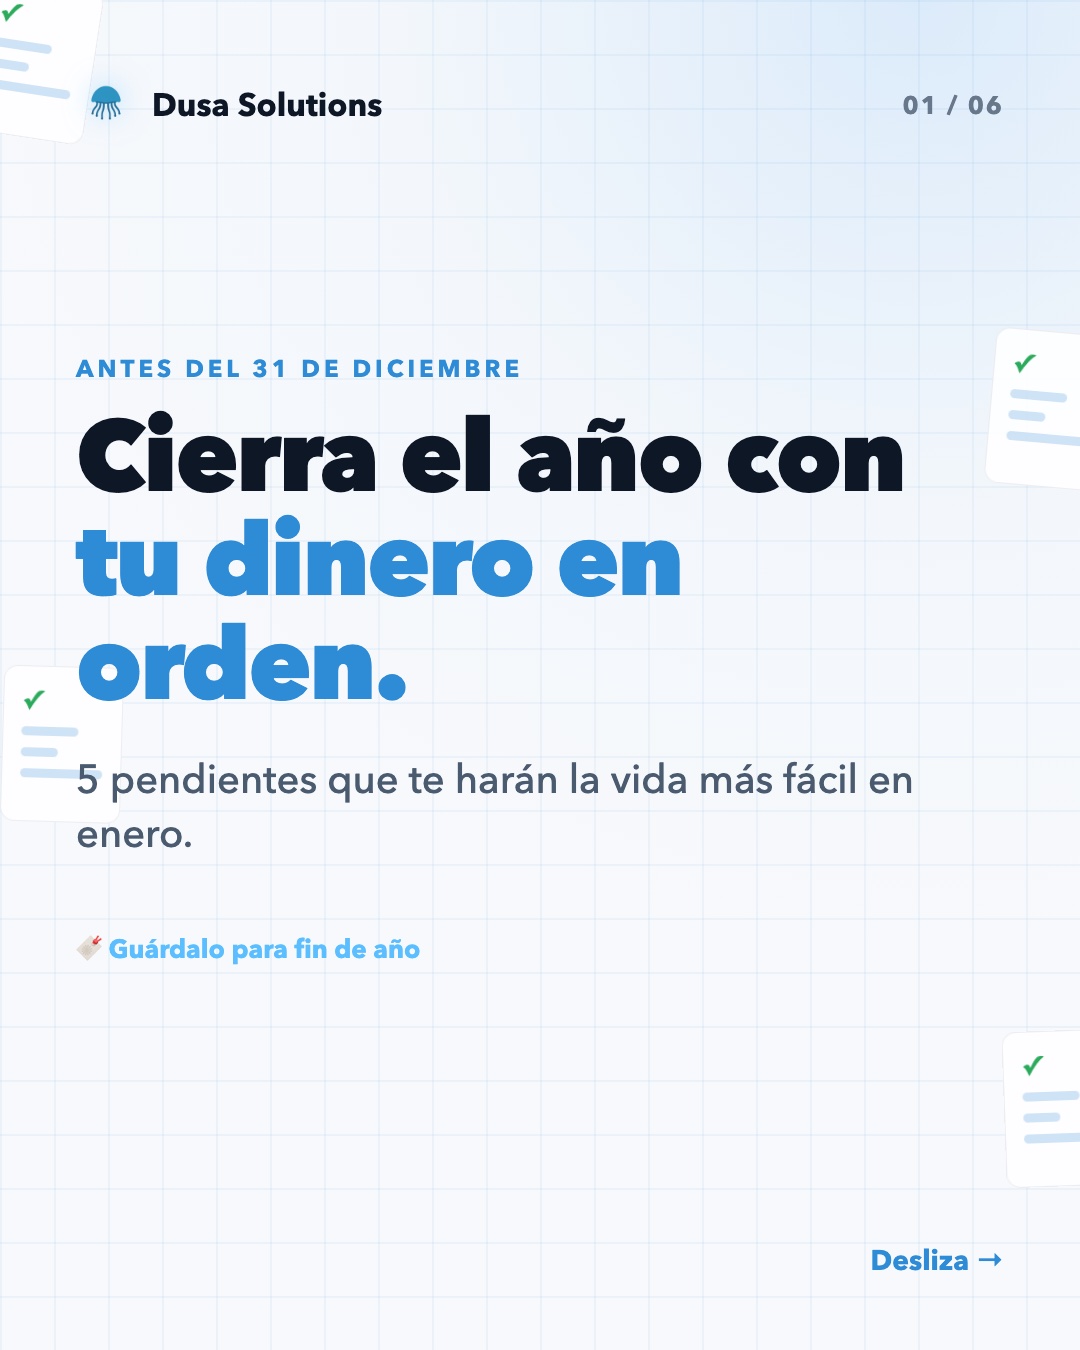 Dusa Solutions
01 / 06
ANTES DEL 31 DE DICIEMBRE
Cierra el año con
tu dinero en
orden.
5 pendientes que te harán la vida más fácil en
enero.
Guárdalo para fin de año
Desliza →